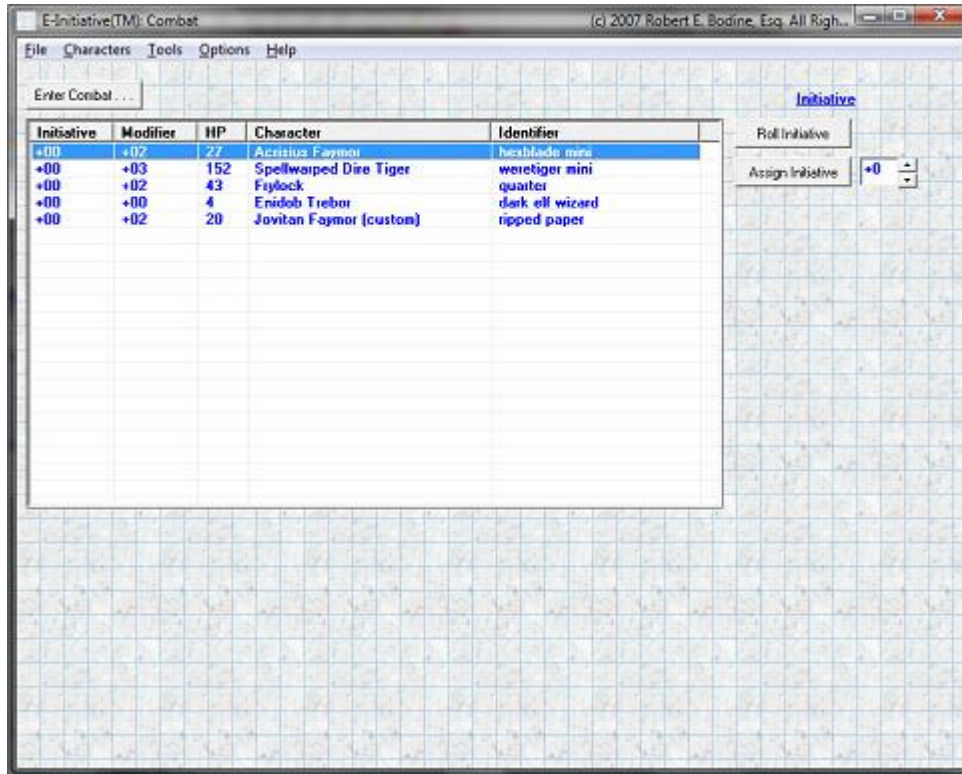 E-Initiative(TM): Combat (c) 2007 Robert E. Bodine, Esq. All Righ...
File Characters Tools Options Help
Enter Combat . . .
Initiative
Initiative Modifier HP Character Identifier
Roll Initiative
+00 +02 27 Acrisius Faymor hexblade mini
+00 +03 152 Spellwarped Dire Tiger weretiger mini
Assign Initiative +0
+00 +02 43 Frylock quarter
+00 +00 4 Enidob Trebor dark elf wizard
+00 +02 20 Jovitan Faymor (custom) ripped paper